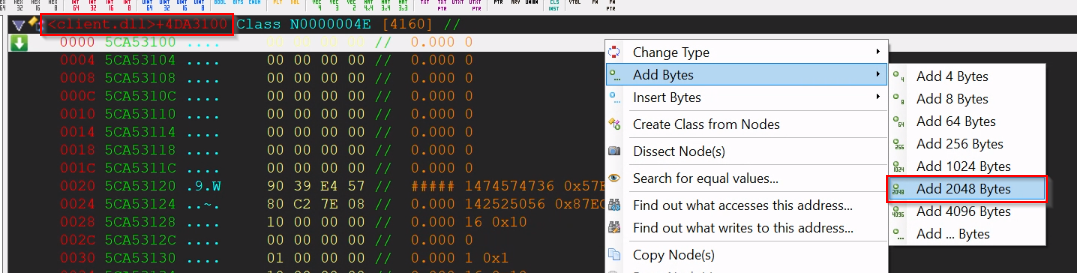 <client.dll>+4DA3100 Class N0000004E [4160] //
0000 5CA53100 .... 00 00 00 00 // 0.000 0
0004 5CA53104 .... 00 00 00 00 // 0.000 0
0008 5CA53108 .... 00 00 00 00 // 0.000 0
000C 5CA5310C .... 00 00 00 00 // 0.000 0
0010 5CA53110 .... 00 00 00 00 // 0.000 0
0014 5CA53114 .... 00 00 00 00 // 0.000 0
0018 5CA53118 .... 00 00 00 00 // 0.000 0
001C 5CA5311C .... 00 00 00 00 // 0.000 0
0020 5CA53120 .9.W 90 39 E4 57 // ##### 1474574736 0x57E
0024 5CA53124 ..~. 80 C2 7E 08 // 0.000 142525056 0x87EC
0028 5CA53128 .... 10 00 00 00 // 0.000 16 0x10
002C 5CA5312C .... 00 00 00 00 // 0.000 0
0030 5CA53130 .... 01 00 00 00 // 0.000 1 0x1
Change Type
Add Bytes
Insert Bytes
Create Class from Nodes
Dissect Node(s)
Search for equal values...
Find out what accesses this address...
Find out what writes to this address...
Copy Node(s)
Add 4 Bytes
Add 8 Bytes
Add 64 Bytes
Add 256 Bytes
Add 1024 Bytes
Add 2048 Bytes
Add 4096 Bytes
Add ... Bytes